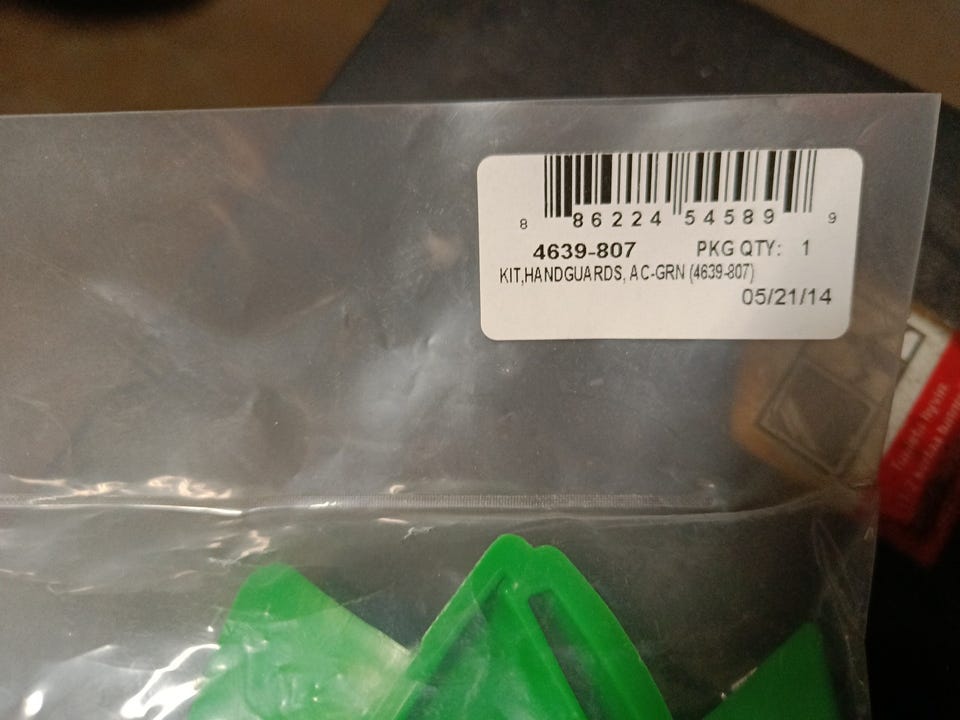 8 86224 54589 9
4639-807 PKG QTY: 1
KIT,HANDGUARDS, AC-GRN (4639-807)
05/21/14